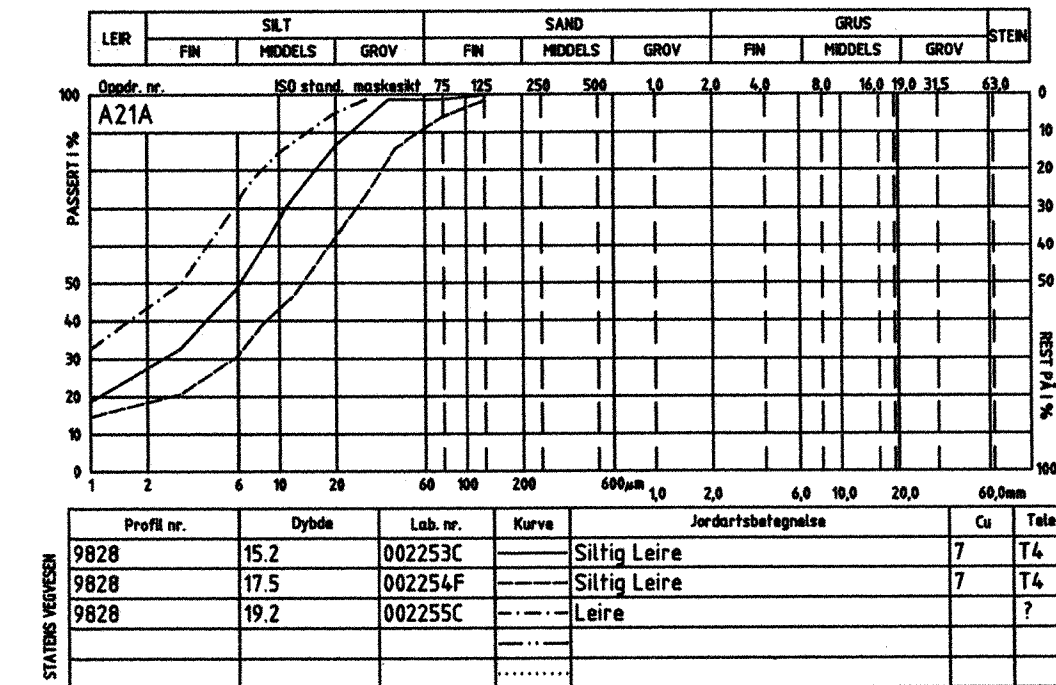 LEIR SILT SAND GRUS STEIN
FIN MIDDELS GROV FIN MIDDELS GROV FIN MIDDELS GROV
Oppdr. nr. ISO stand. maskesikt 75 125 250 500 1,0 2,0 4,0 8,0 16,0 19,0 31,5 63,0
A21A
PASSERT I %
100
50
40
30
20
10
0
0
10
20
30
40
50
REST PÅ I %
100
1 2 6 10 20 60 100 200 600µm 1,0 2,0 6,0 10,0 20,0 60,0mm
STATENS VEGVESEN
Profil nr. Dybde Lab. nr. Kurve Jordartsbetegnelse Cu Tele
9828 15.2 002253C Siltig Leire 7 T4
9828 17.5 002254F Siltig Leire 7 T4
9828 19.2 002255C Leire ?